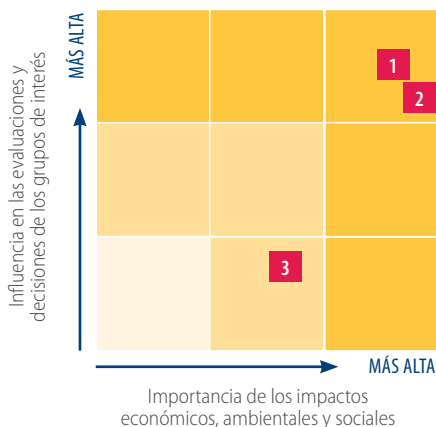 Influencia en las evaluaciones y
decisiones de los grupos de interés
MÁS ALTA
1
2
3
MÁS ALTA
Importancia de los impactos
económicos, ambientales y sociales